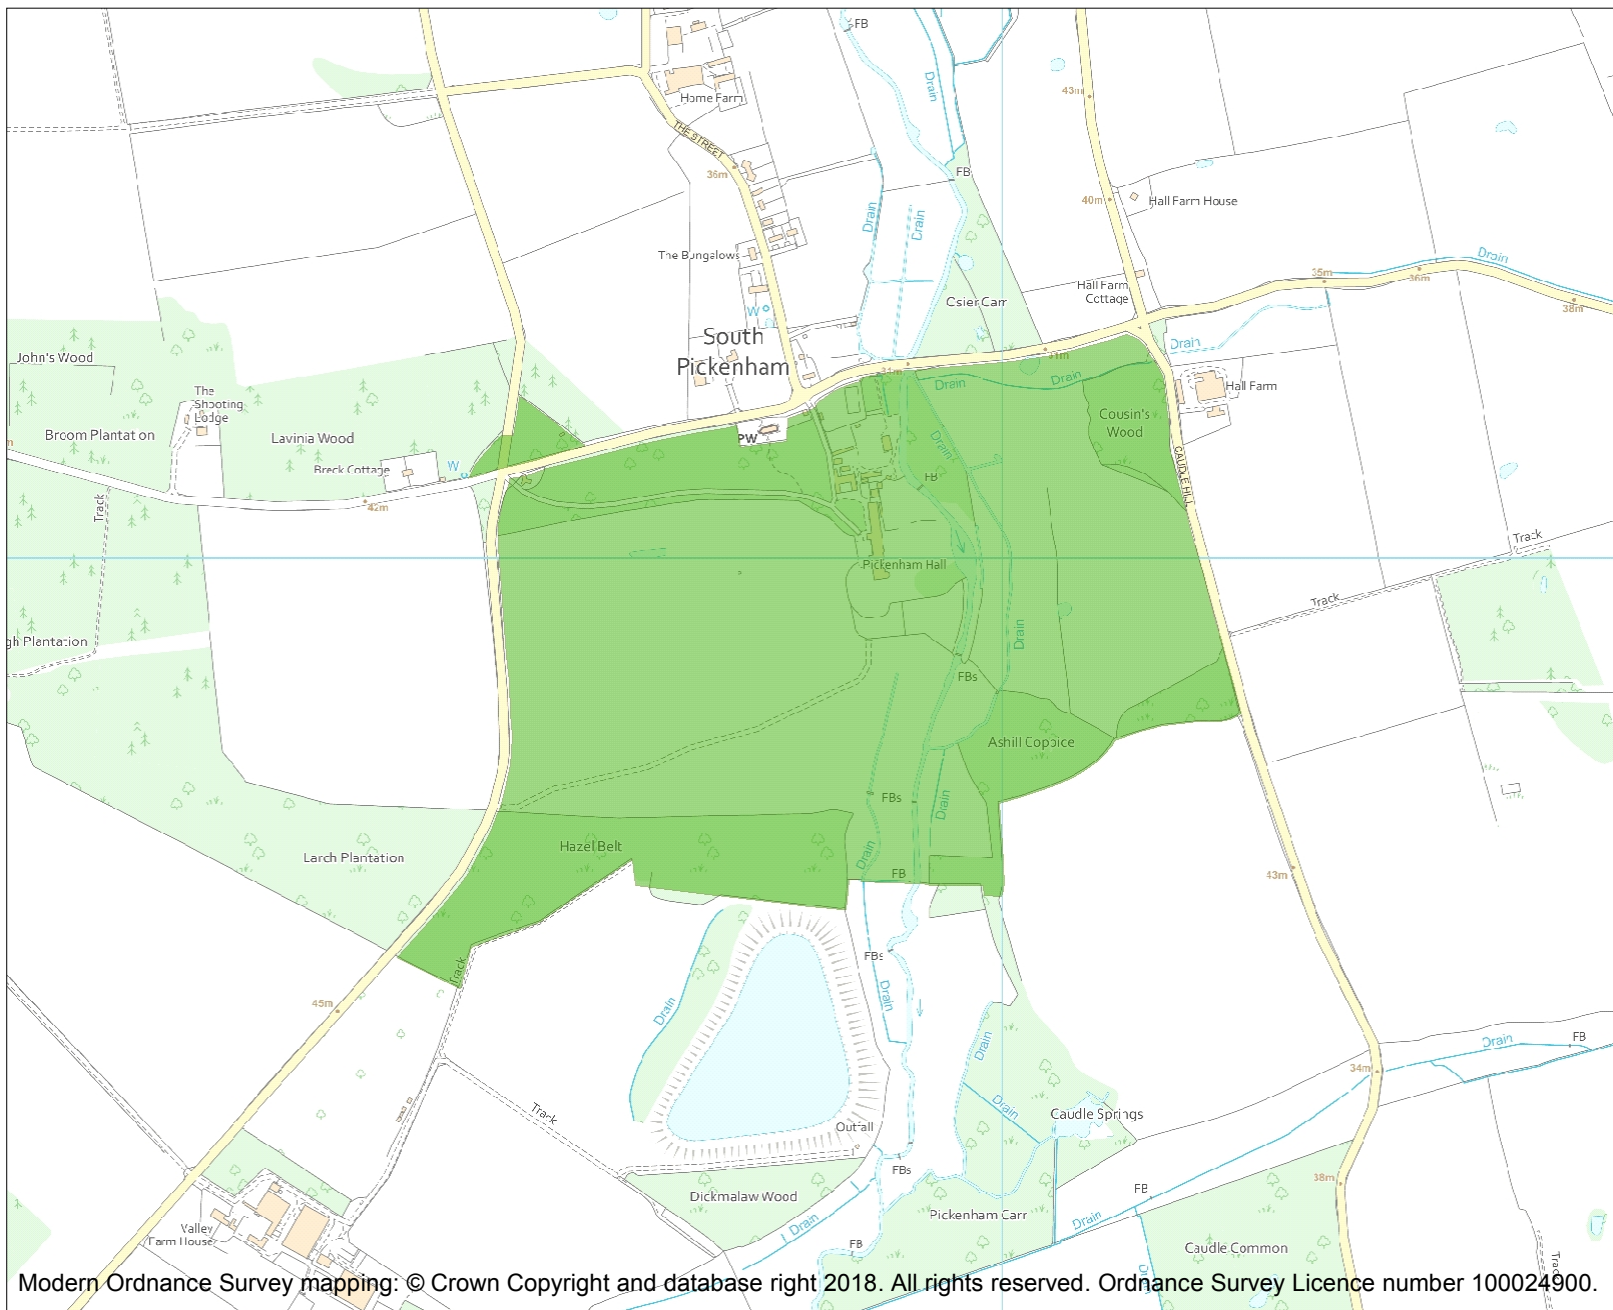 FB
Drain
43m
Home Farm
THE STREET
36m
FB
40m
Hall Farm House
Drain
Drain
The Bungalows
Drain
35m
36m
38m
Hall Farm
Cottage
Osier Carr
W
South
Pickenham
31m
31m
Drain
John's Wood
The
Shooting
Lodge
Drain
Drain
Hall Farm
Cousin's
Wood
Broom Plantation
Lavinia Wood
PW
Drain
Breck Cottage
W
FB
CAUDLE HILL
Track
42m
Track
Pickenham Hall
Track
gh Plantation
Drain
FBs
Ashill Coppice
FBs
Drain
Hazel Belt
Larch Plantation
Drain
FB
43m
FBs
Track
45m
Drain
Drain
Drain
Drain
FB
34m
Track
Drain
Caudle Springs
Outfall
FBs
38m
Dickmalaw Wood
FB
Pickenham Carr
Drain
Drain
Valley
Farm House
FB
Caudle Common
Track
Drain
Modern Ordnance Survey mapping: © Crown Copyright and database right 2018. All rights reserved. Ordnance Survey Licence number 100024900.